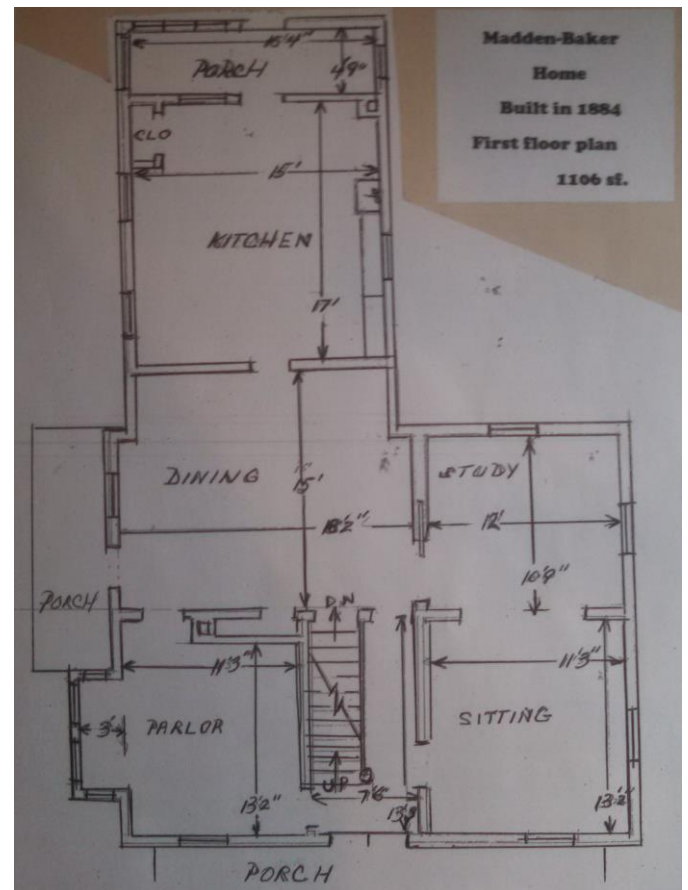 Madden-Baker
Home
Built in 1884
First floor plan
1106 sf.
15'4"
PORCH
4'9"
CLO
15'
KITCHEN
17'
DINING
15'
STUDY
18'2"
12'
10'9"
PORCH
DN
11'3"
11'3"
3'
PARLOR
SITTING
UP
7'6"
13'2"
13'2"
PORCH